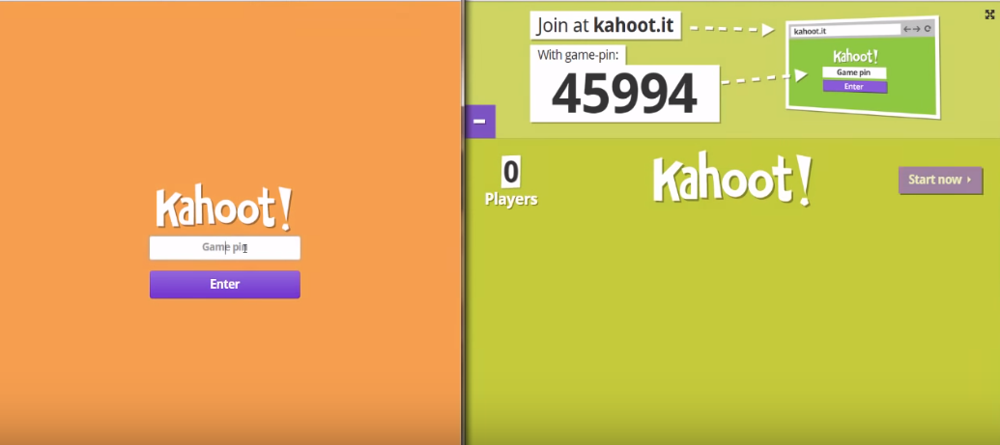 Kahoot!
Game pin
Enter
Join at kahoot.it
With game-pin:
45994
kahoot.it
Kahoot!
Game pin
Enter
0
Players
Kahoot!
Start now